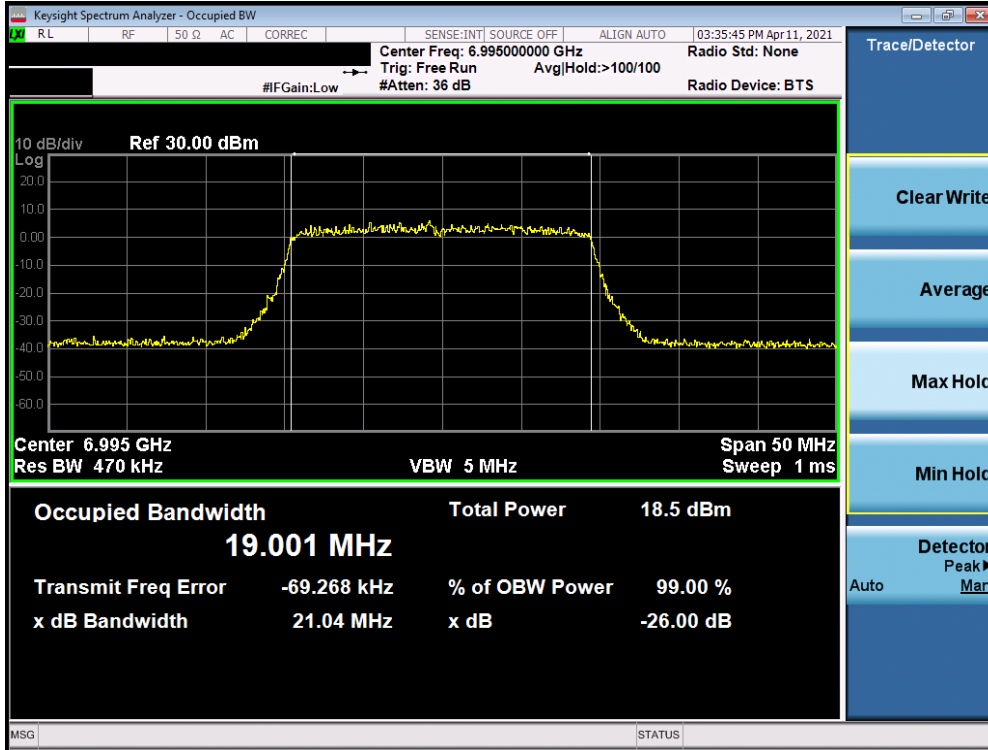 Keysight Spectrum Analyzer - Occupied BW
LXI RL RF 50 Ω AC CORREC SENSE:INT SOURCE OFF ALIGN AUTO 03:35:45 PM Apr 11, 2021
Center Freq: 6.995000000 GHz Radio Std: None
Trig: Free Run Avg|Hold:>100/100
#IFGain:Low #Atten: 36 dB Radio Device: BTS
10 dB/div Ref 30.00 dBm
Log
20.0
10.0
0.00
-10.0
-20.0
-30.0
-40.0
-50.0
-60.0
Center 6.995 GHz Span 50 MHz
Res BW 470 kHz VBW 5 MHz Sweep 1 ms
Occupied Bandwidth Total Power 18.5 dBm
19.001 MHz
Transmit Freq Error -69.268 kHz % of OBW Power 99.00 %
x dB Bandwidth 21.04 MHz x dB -26.00 dB
MSG STATUS
Trace/Detector
Clear Write
Average
Max Hold
Min Hold
Detector
Peak▶
Auto Man